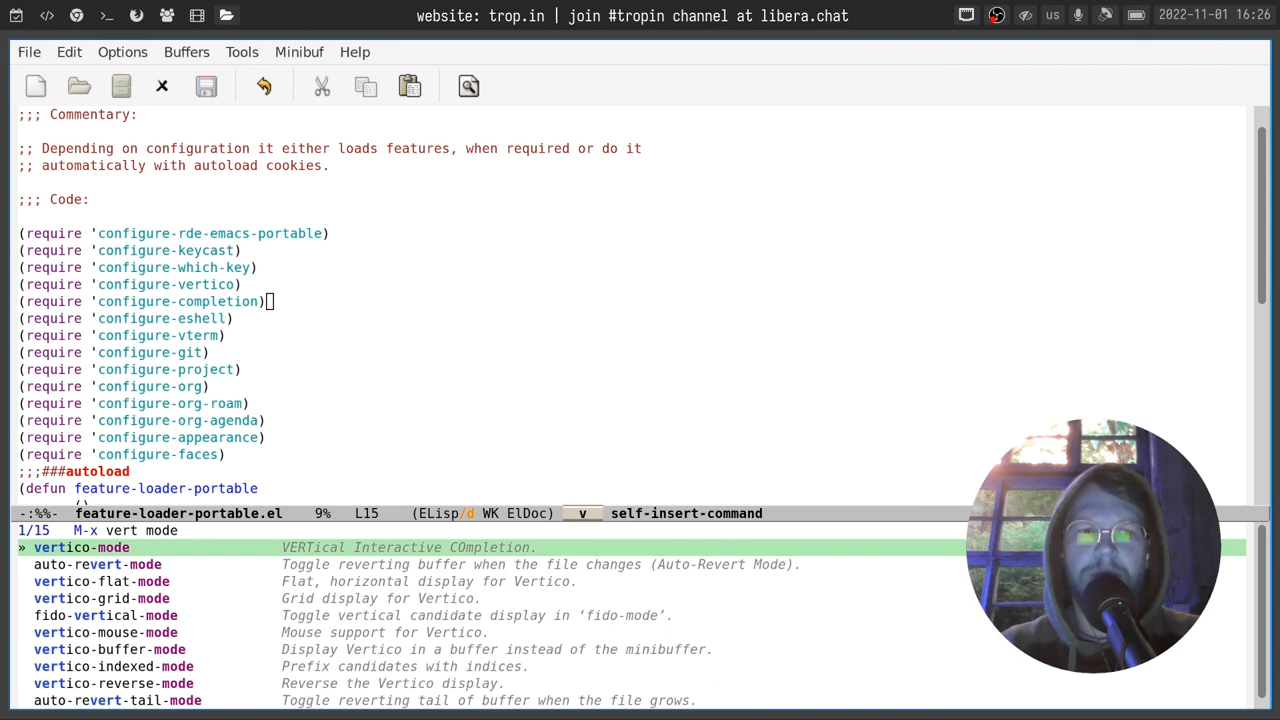 website: trop.in | join #tropin channel at libera.chat
us
2022-11-01 16:26
File Edit Options Buffers Tools Minibuf Help
;;; Commentary:
;; Depending on configuration it either loads features, when required or do it
;; automatically with autoload cookies.
;;; Code:
(require 'configure-rde-emacs-portable)
(require 'configure-keycast)
(require 'configure-which-key)
(require 'configure-vertico)
(require 'configure-completion)
(require 'configure-eshell)
(require 'configure-vterm)
(require 'configure-git)
(require 'configure-project)
(require 'configure-org)
(require 'configure-org-roam)
(require 'configure-org-agenda)
(require 'configure-appearance)
(require 'configure-faces)
;;;###autoload
(defun feature-loader-portable
()
-:%%- feature-loader-portable.el 9% L15 (ELisp/d WK ElDoc) v self-insert-command
1/15 M-x vert mode
» vertico-mode VERTical Interactive COmpletion.
auto-revert-mode Toggle reverting buffer when the file changes (Auto-Revert Mode).
vertico-flat-mode Flat, horizontal display for Vertico.
vertico-grid-mode Grid display for Vertico.
fido-vertical-mode Toggle vertical candidate display in ‘fido-mode’.
vertico-mouse-mode Mouse support for Vertico.
vertico-buffer-mode Display Vertico in a buffer instead of the minibuffer.
vertico-indexed-mode Prefix candidates with indices.
vertico-reverse-mode Reverse the Vertico display.
auto-revert-tail-mode Toggle reverting tail of buffer when the file grows.